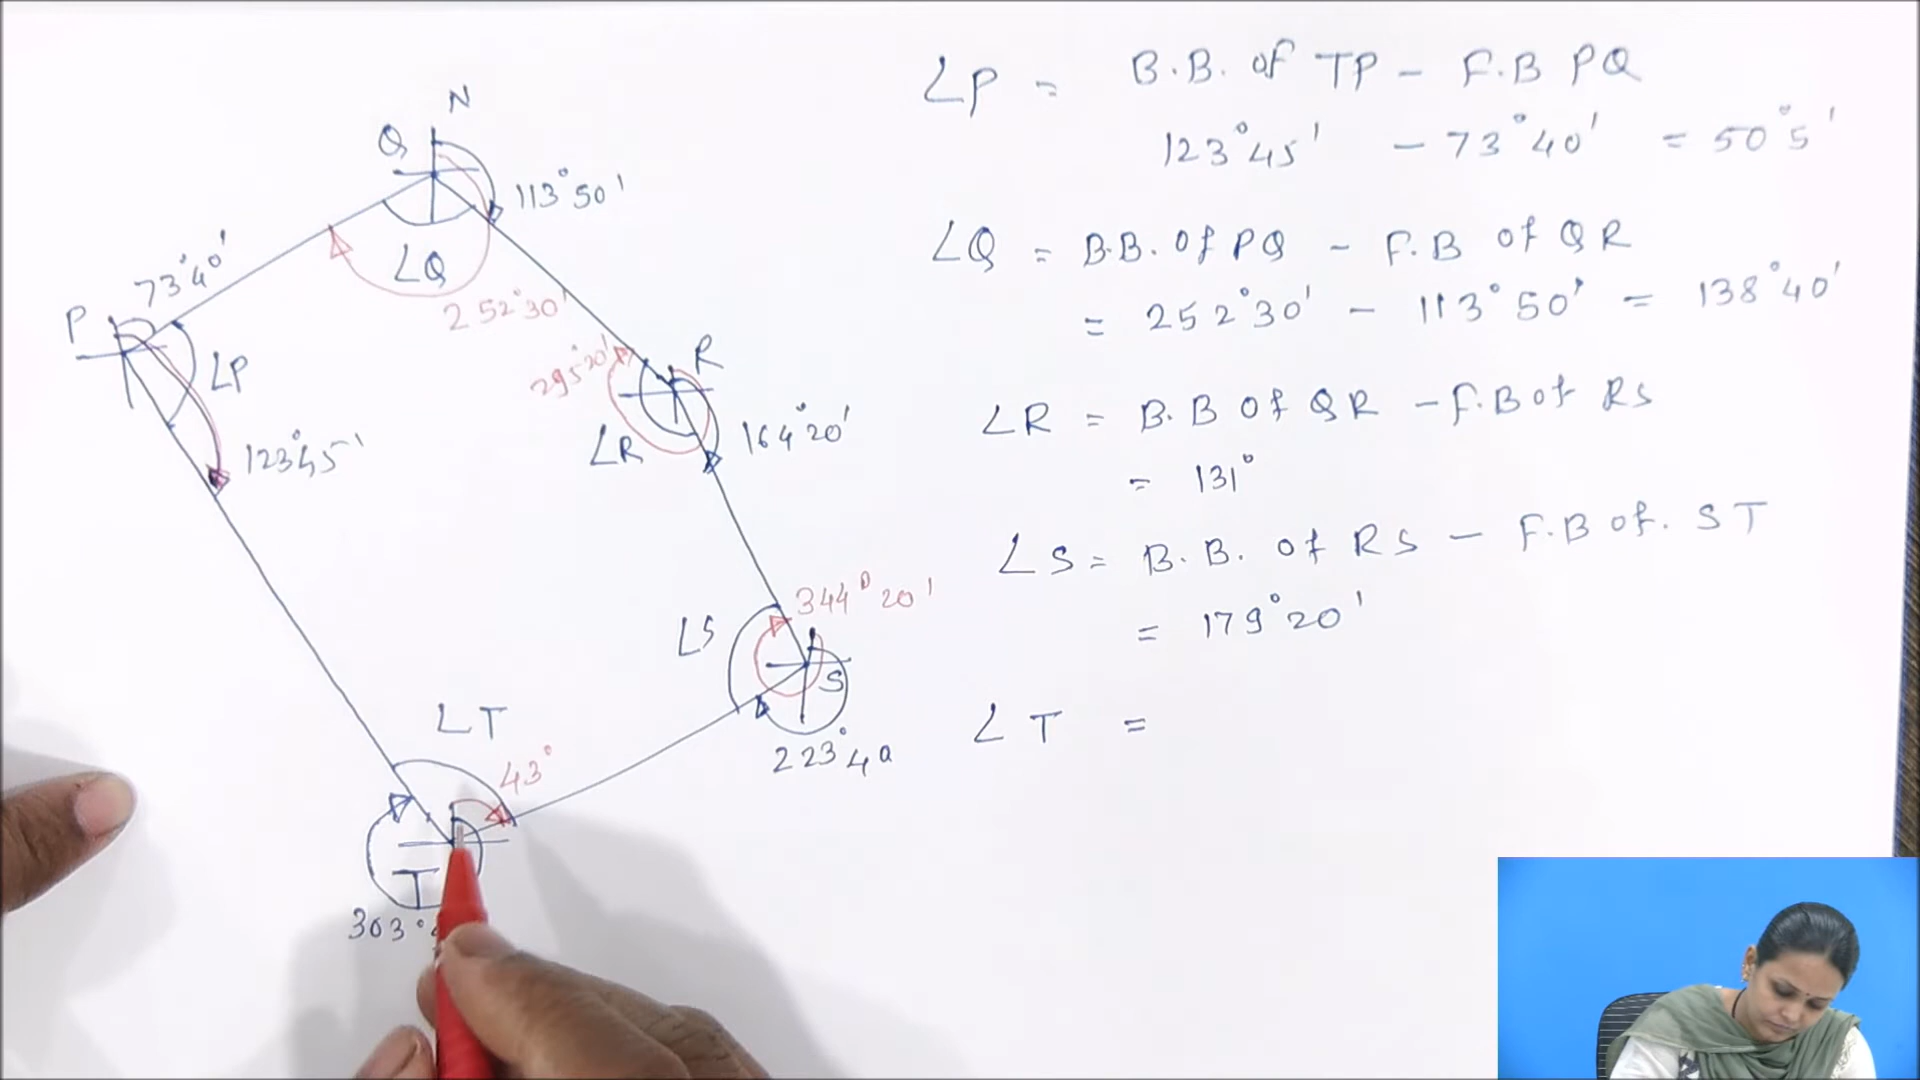 N
Q
113°50'
∠Q
73°40'
252°30'
P
∠P
295°20'
R
123°45'
∠R
164°20'
344°20'
∠S
S
∠T
43°
223°40
T
303°
∠P = B.B. of TP - F.B PQ
123°45' - 73°40' = 50°5'
∠Q = B.B. of PQ - F.B of QR
= 252°30' - 113°50' = 138°40'
∠R = B.B of QR - F.B of RS
= 131°
∠S = B.B. of RS - F.B of. ST
= 179°20'
∠T =